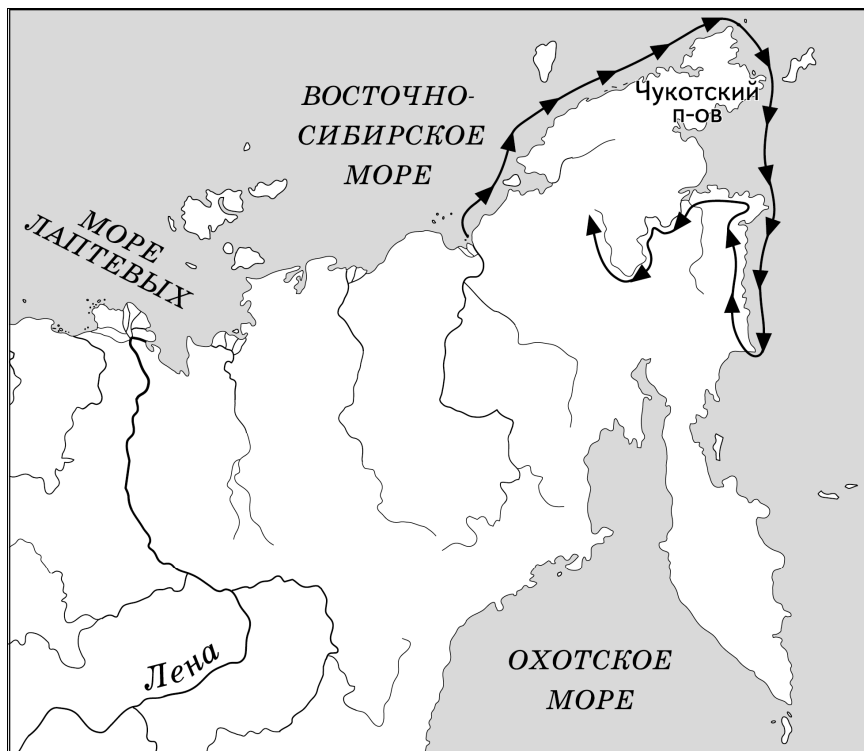 ВОСТОЧНО-
СИБИРСКОЕ
МОРЕ
Чукотский
п-ов
МОРЕ
ЛАПТЕВЫХ
Лена
ОХОТСКОЕ
МОРЕ